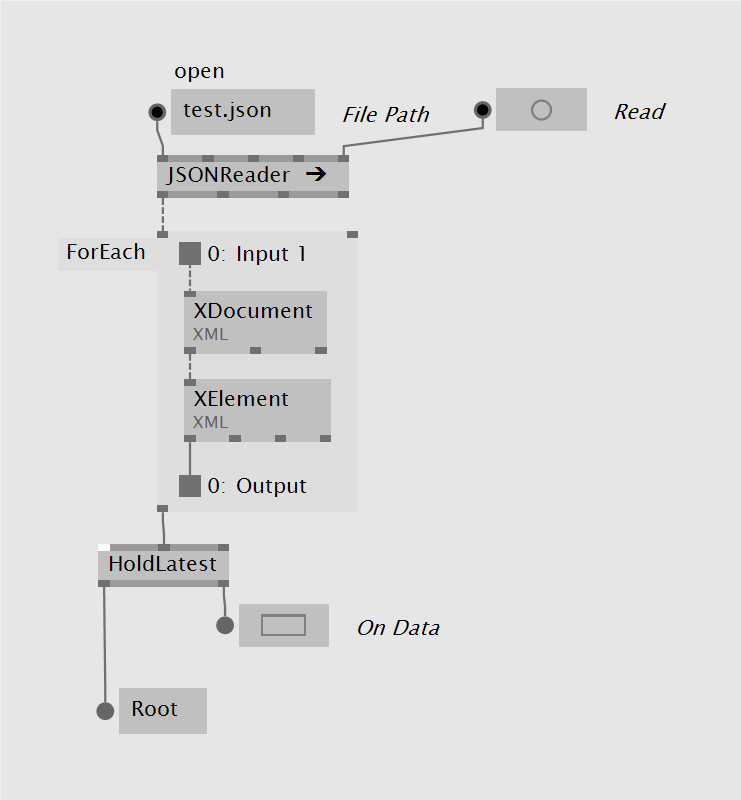 open
test.json
File Path
Read
JSONReader ➔
ForEach
0: Input 1
XDocument
XML
XElement
XML
0: Output
HoldLatest
On Data
Root